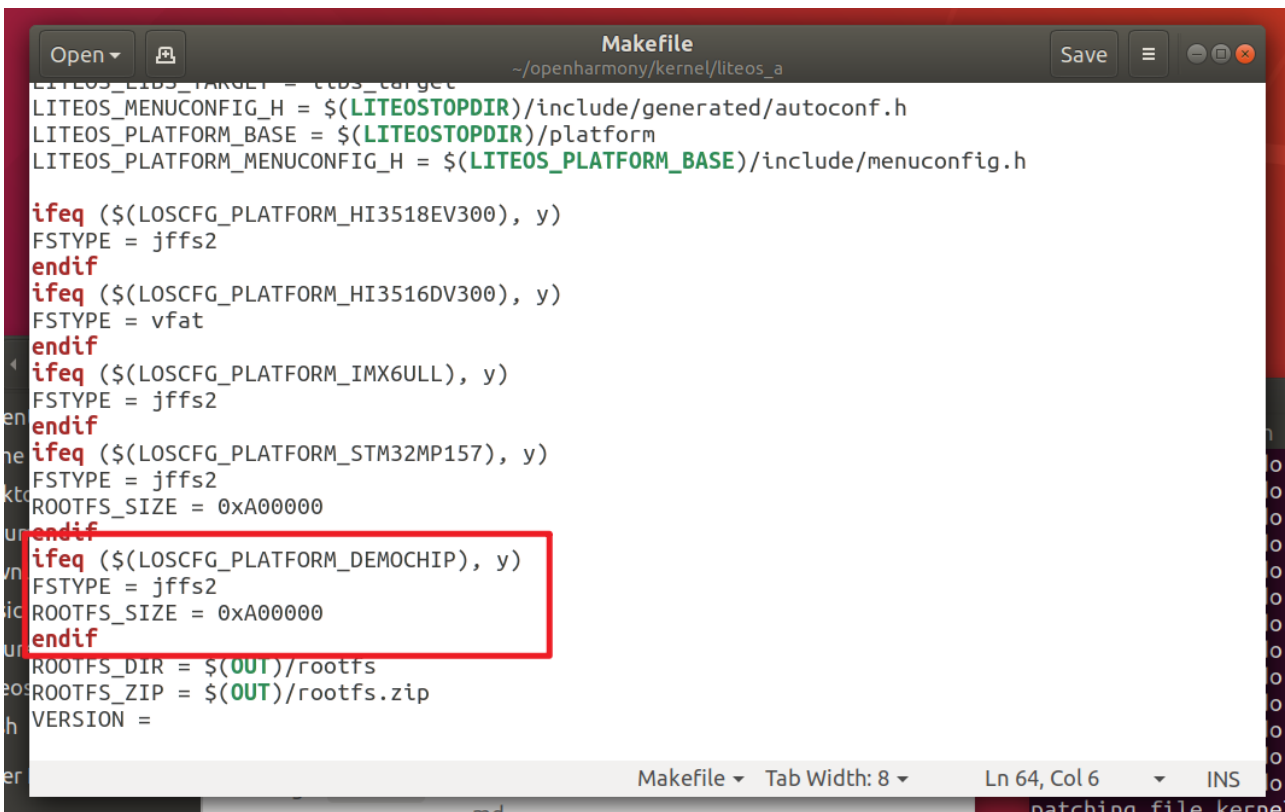 Open
Makefile
~/openharmony/kernel/liteos_a
Save
LITEOS_LIBS_TARGET = libs_target
LITEOS_MENUCONFIG_H = $(LITEOSTOPDIR)/include/generated/autoconf.h
LITEOS_PLATFORM_BASE = $(LITEOSTOPDIR)/platform
LITEOS_PLATFORM_MENUCONFIG_H = $(LITEOS_PLATFORM_BASE)/include/menuconfig.h
ifeq ($(LOSCFG_PLATFORM_HI3518EV300), y)
FSTYPE = jffs2
endif
ifeq ($(LOSCFG_PLATFORM_HI3516DV300), y)
FSTYPE = vfat
endif
ifeq ($(LOSCFG_PLATFORM_IMX6ULL), y)
FSTYPE = jffs2
endif
ifeq ($(LOSCFG_PLATFORM_STM32MP157), y)
FSTYPE = jffs2
ROOTFS_SIZE = 0xA00000
endif
ifeq ($(LOSCFG_PLATFORM_DEMOCHIP), y)
FSTYPE = jffs2
ROOTFS_SIZE = 0xA00000
endif
ROOTFS_DIR = $(OUT)/rootfs
ROOTFS_ZIP = $(OUT)/rootfs.zip
VERSION =
Makefile Tab Width: 8 Ln 64, Col 6 INS
patching file